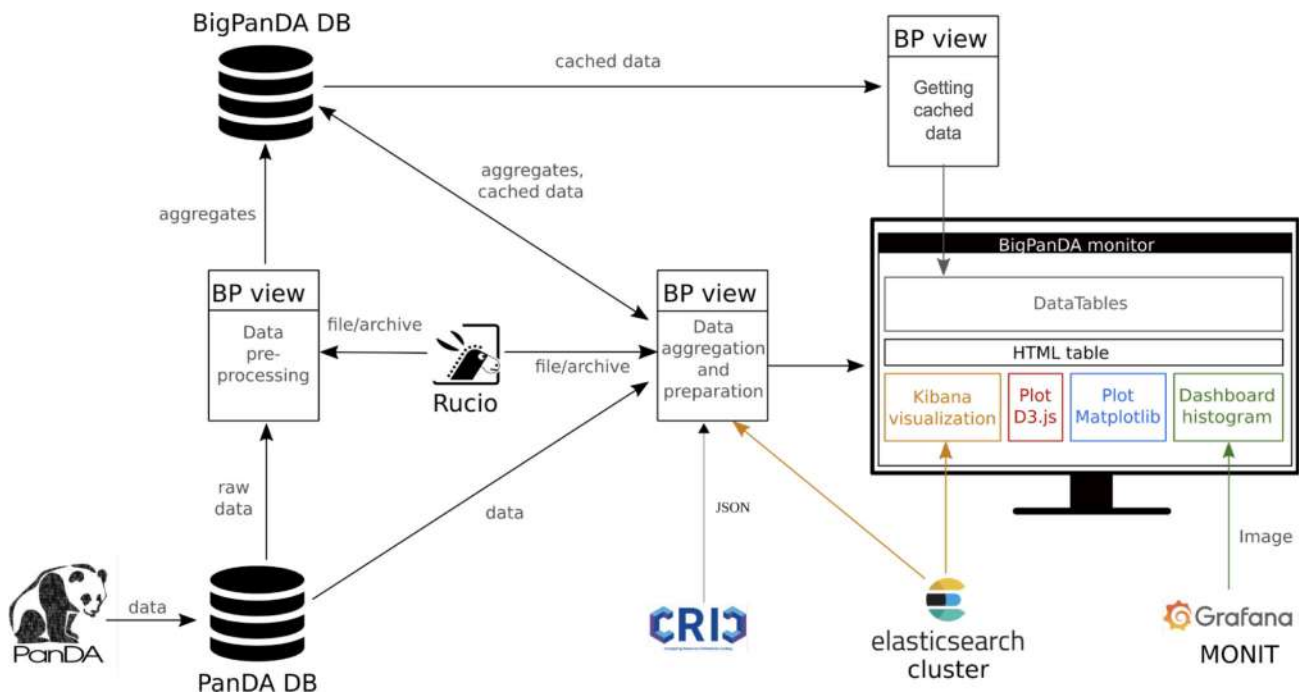 BigPanDA DB
cached data
BP view
Getting
cached
data
aggregates,
cached data
aggregates
BigPanDA monitor
DataTables
HTML table
Kibana
visualization
Plot
D3.js
Plot
Matplotlib
Dashboard
histogram
BP view
Data
pre-
processing
file/archive
Rucio
file/archive
BP view
Data
aggregation
and
preparation
raw
data
data
JSON
Image
PanDA
data
PanDA DB
CRIC
elasticsearch
cluster
Grafana
MONIT